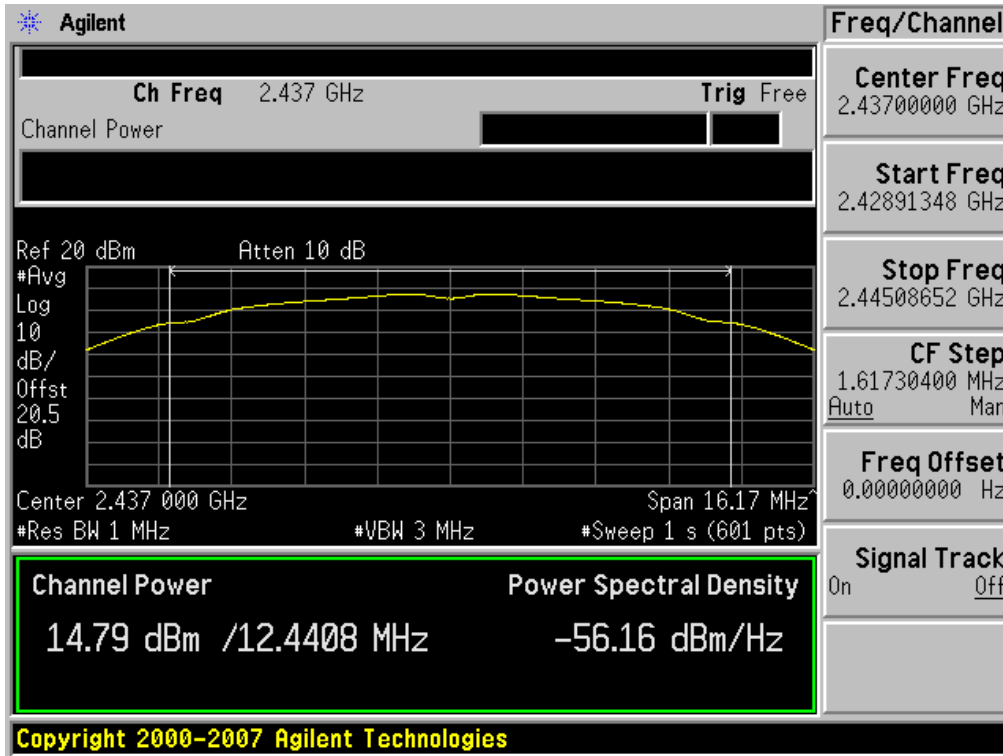 Agilent
Freq/Channel
Ch Freq 2.437 GHz Trig Free
Channel Power
Center Freq
2.43700000 GHz
Start Freq
2.42891348 GHz
Stop Freq
2.44508652 GHz
CF Step
1.61730400 MHz
Auto Man
Freq Offset
0.00000000 Hz
Signal Track
On Off
Ref 20 dBm Atten 10 dB
#Avg
Log
10
dB/
Offst
20.5
dB
Center 2.437 000 GHz Span 16.17 MHz^
#Res BW 1 MHz #VBW 3 MHz #Sweep 1 s (601 pts)
Channel Power Power Spectral Density
14.79 dBm /12.4408 MHz -56.16 dBm/Hz
Copyright 2000-2007 Agilent Technologies